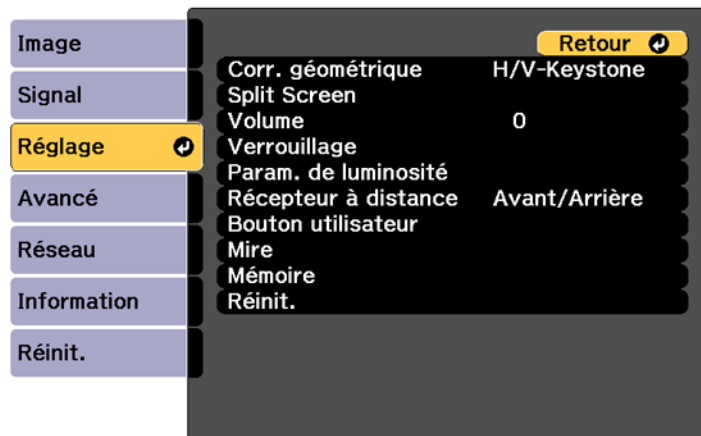 Image
Signal
Réglage
Avancé
Réseau
Information
Réinit.
Retour
Corr. géométrique H/V-Keystone
Split Screen
Volume 0
Verrouillage
Param. de luminosité
Récepteur à distance Avant/Arrière
Bouton utilisateur
Mire
Mémoire
Réinit.